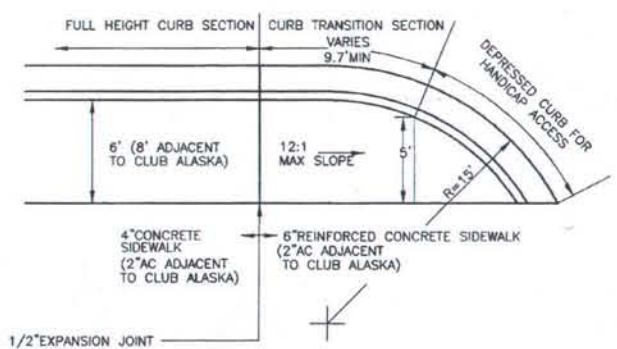 FULL HEIGHT CURB SECTION
CURB TRANSITION SECTION
VARIES
9.7'MIN
DEPRESSED CURB FOR
HANDICAP ACCESS
6' (8' ADJACENT
TO CLUB ALASKA)
12:1
MAX SLOPE
5'
R=15'
4"CONCRETE
SIDEWALK
(2"AC ADJACENT
TO CLUB ALASKA)
6"REINFORCED CONCRETE SIDEWALK
(2"AC ADJACENT
TO CLUB ALASKA)
1/2"EXPANSION JOINT